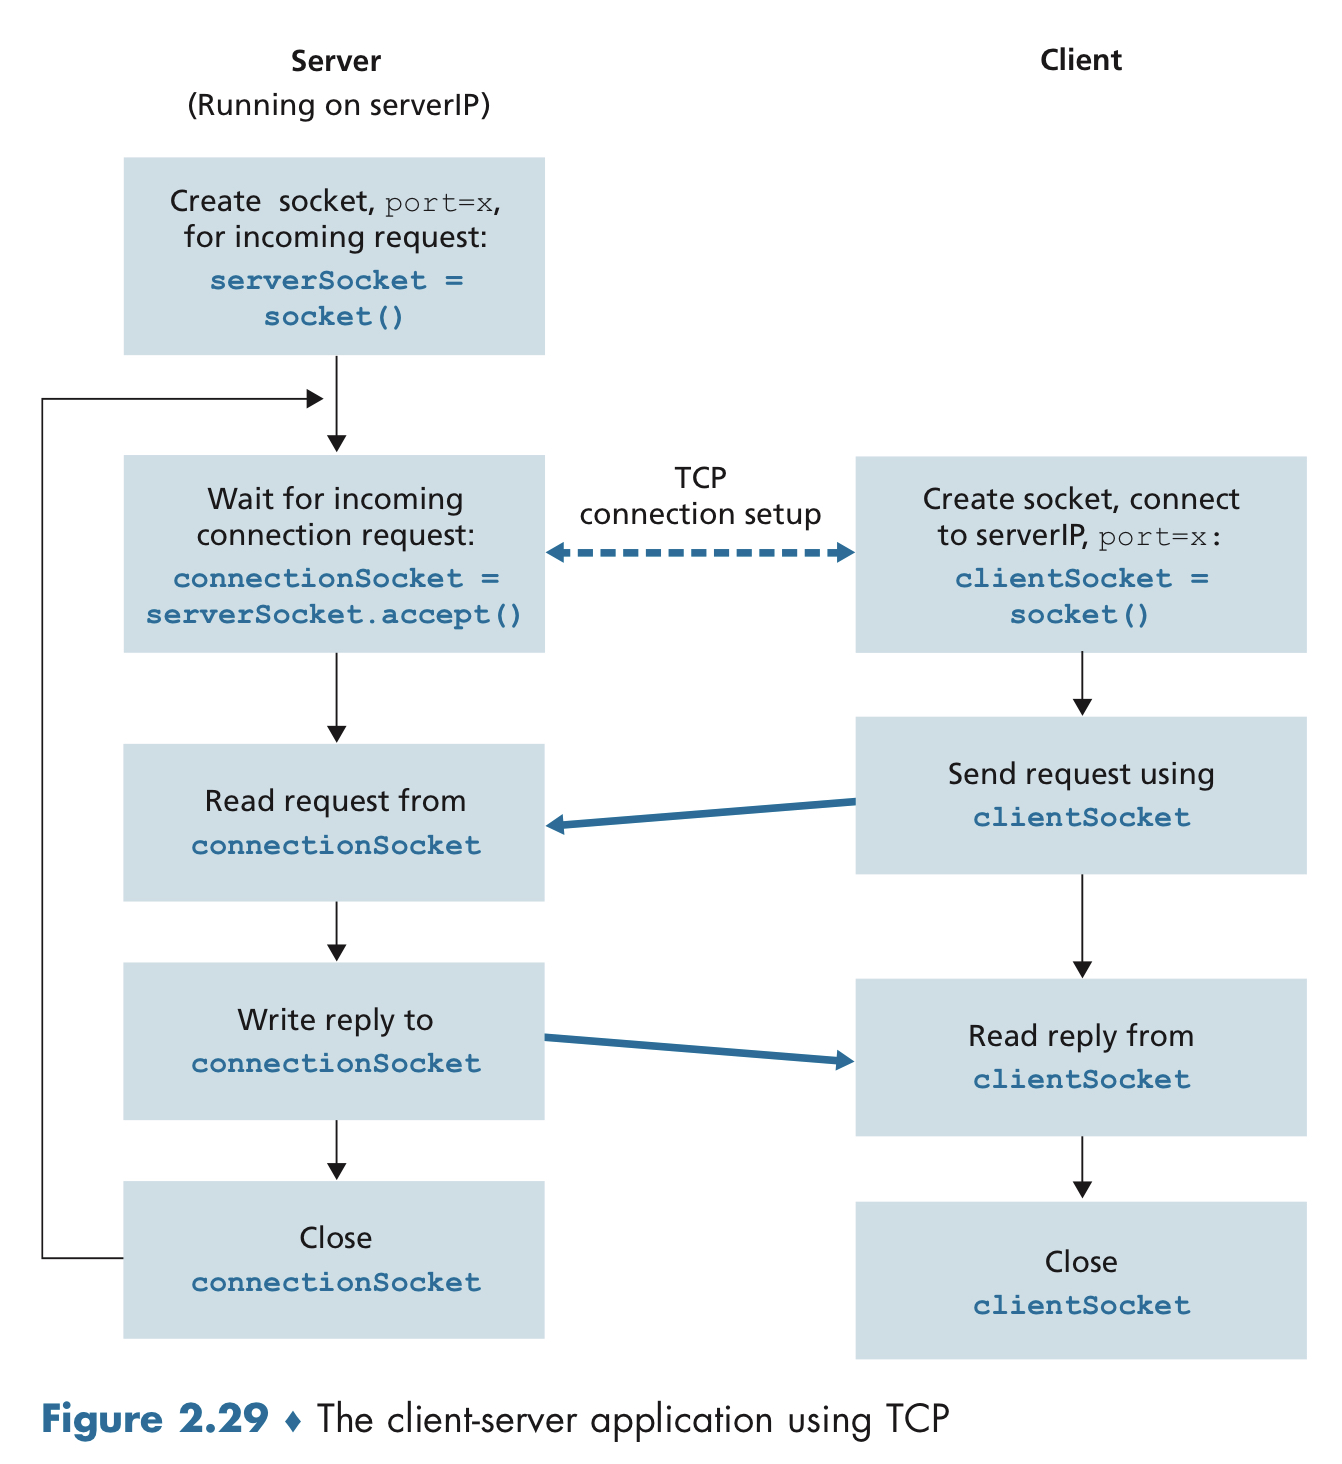 Server
(Running on serverIP)
Client
Create socket, port=x,
for incoming request:
serverSocket =
socket()
Wait for incoming
connection request:
connectionSocket =
serverSocket.accept()
TCP
connection setup
Create socket, connect
to serverIP, port=x:
clientSocket =
socket()
Read request from
connectionSocket
Send request using
clientSocket
Write reply to
connectionSocket
Read reply from
clientSocket
Close
connectionSocket
Close
clientSocket
Figure 2.29 ♦ The client-server application using TCP